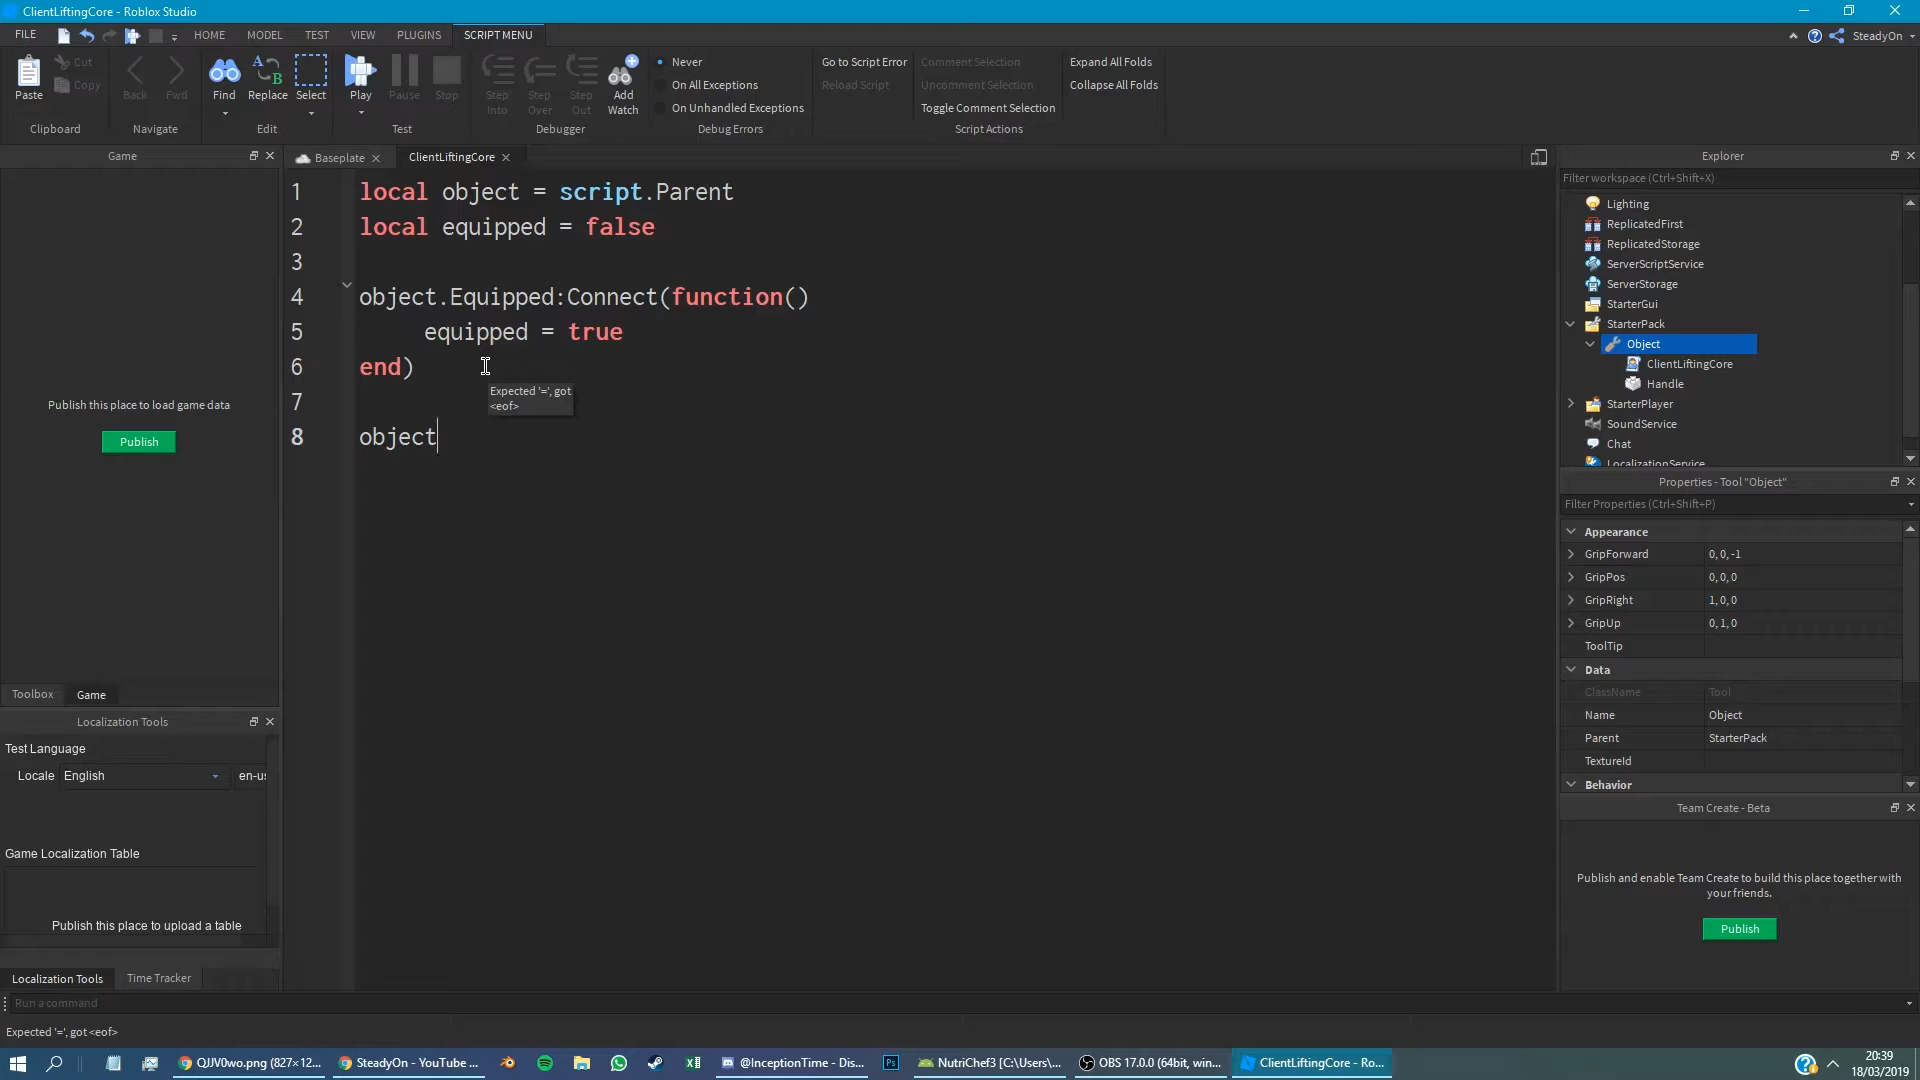 ClientLiftingCore - Roblox Studio
FILE
HOME
MODEL
TEST
VIEW
PLUGINS
SCRIPT MENU
SteadyOn
Paste
Cut
Copy
Clipboard
Back
Fwd
Navigate
Find
Replace
Select
Edit
Play
Pause
Stop
Test
Step Into
Step Over
Step Out
Add Watch
Debugger
Never
On All Exceptions
On Unhandled Exceptions
Debug Errors
Go to Script Error
Reload Script
Comment Selection
Uncomment Selection
Toggle Comment Selection
Script Actions
Expand All Folds
Collapse All Folds
Game
Publish this place to load game data
Publish
Toolbox
Game
Localization Tools
Test Language
Locale English en-us
Game Localization Table
Publish this place to upload a table
Localization Tools
Time Tracker
Baseplate
ClientLiftingCore
1 local object = script.Parent
2 local equipped = false
3
4 object.Equipped:Connect(function()
5 equipped = true
6 end)
7
8 object
Expected '=', got
<eof>
Explorer
Filter workspace (Ctrl+Shift+X)
Lighting
ReplicatedFirst
ReplicatedStorage
ServerScriptService
ServerStorage
StarterGui
StarterPack
Object
ClientLiftingCore
Handle
StarterPlayer
SoundService
Chat
LocalizationService
Properties - Tool "Object"
Filter Properties (Ctrl+Shift+P)
Appearance
GripForward 0, 0, -1
GripPos 0, 0, 0
GripRight 1, 0, 0
GripUp 0, 1, 0
ToolTip
Data
ClassName Tool
Name Object
Parent StarterPack
TextureId
Behavior
Team Create - Beta
Publish and enable Team Create to build this place together with
your friends.
Publish
Run a command
Expected '=', got <eof>
QJJV0wo.png (827×12...
SteadyOn - YouTube ...
@InceptionTime - Dis...
Ps
NutriChef3 [C:\Users\...
OBS 17.0.0 (64bit, win...
ClientLiftingCore - Ro...
20:39
18/03/2019